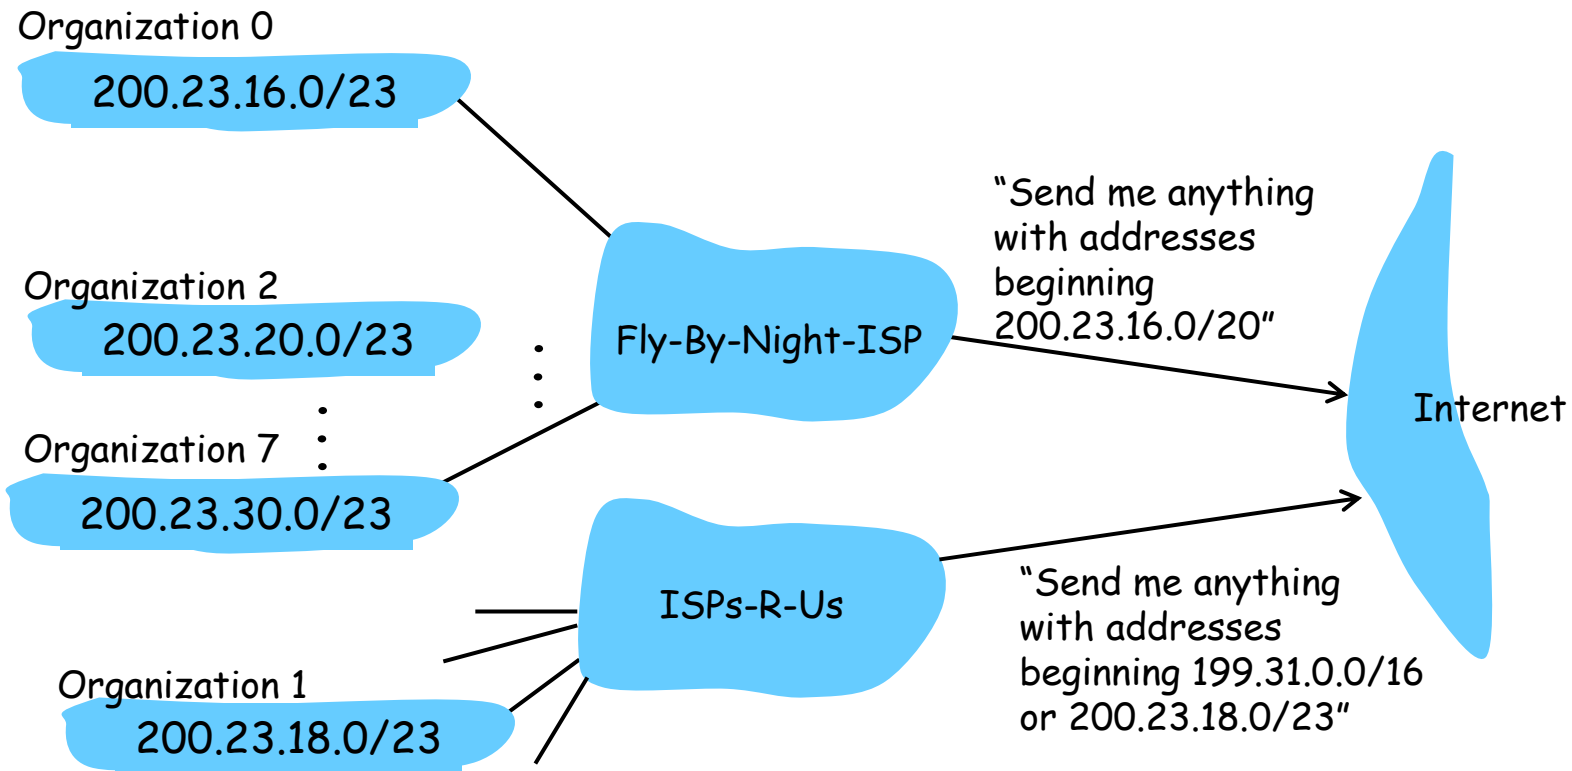 Organization 0
200.23.16.0/23
Organization 2
200.23.20.0/23
Organization 7
200.23.30.0/23
Fly-By-Night-ISP
“Send me anything
with addresses
beginning
200.23.16.0/20”
Internet
ISPs-R-Us
Organization 1
200.23.18.0/23
“Send me anything
with addresses
beginning 199.31.0.0/16
or 200.23.18.0/23”